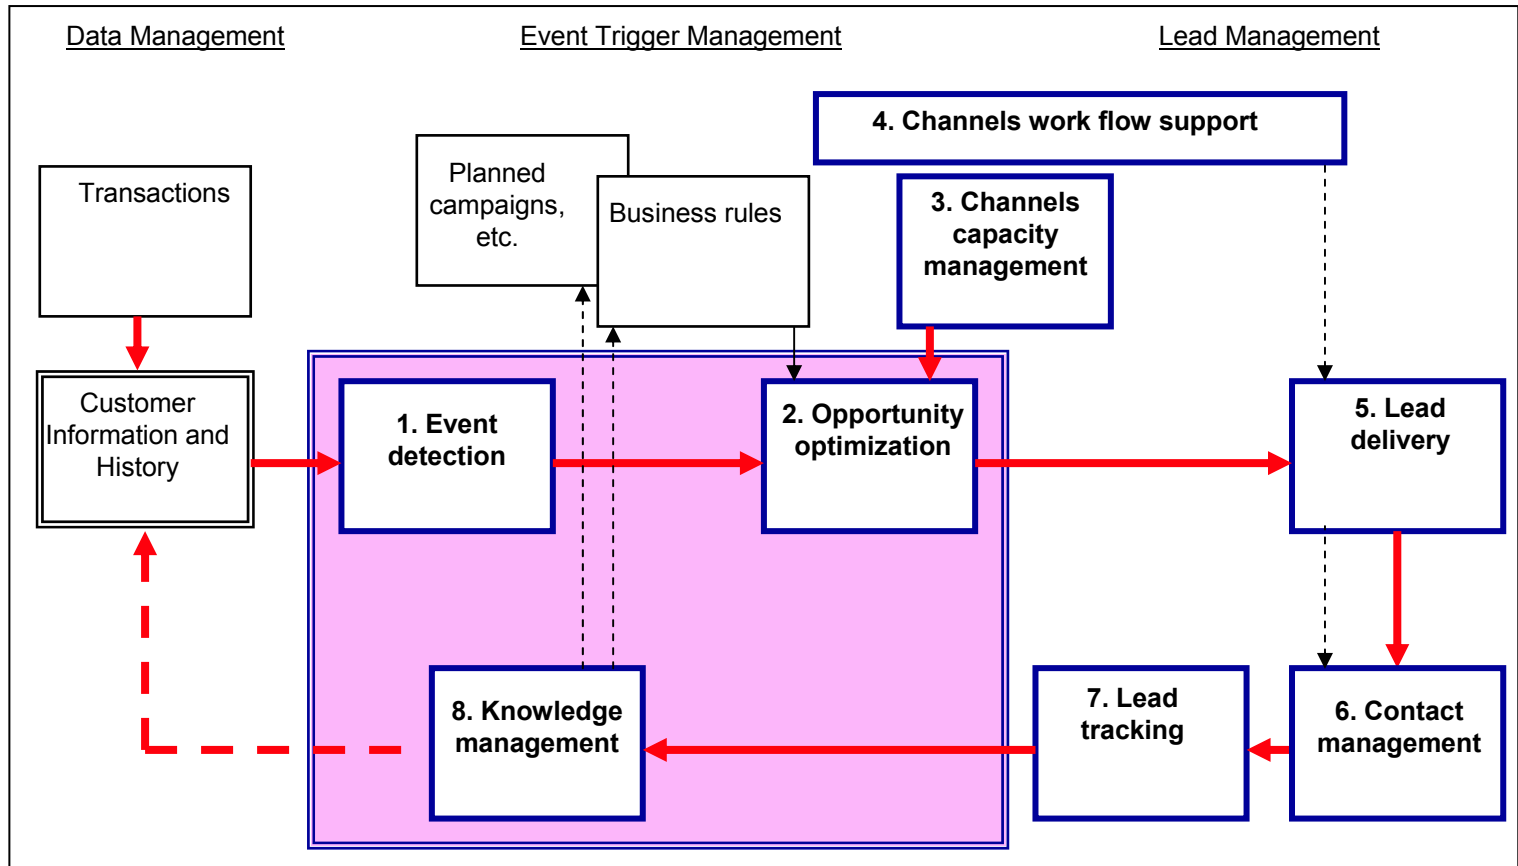 Data Management
Event Trigger Management
Lead Management
4. Channels work flow support
Transactions
Planned
campaigns,
etc.
Business rules
3. Channels
capacity
management
Customer
Information and
History
1. Event
detection
2. Opportunity
optimization
5. Lead
delivery
8. Knowledge
management
7. Lead
tracking
6. Contact
management